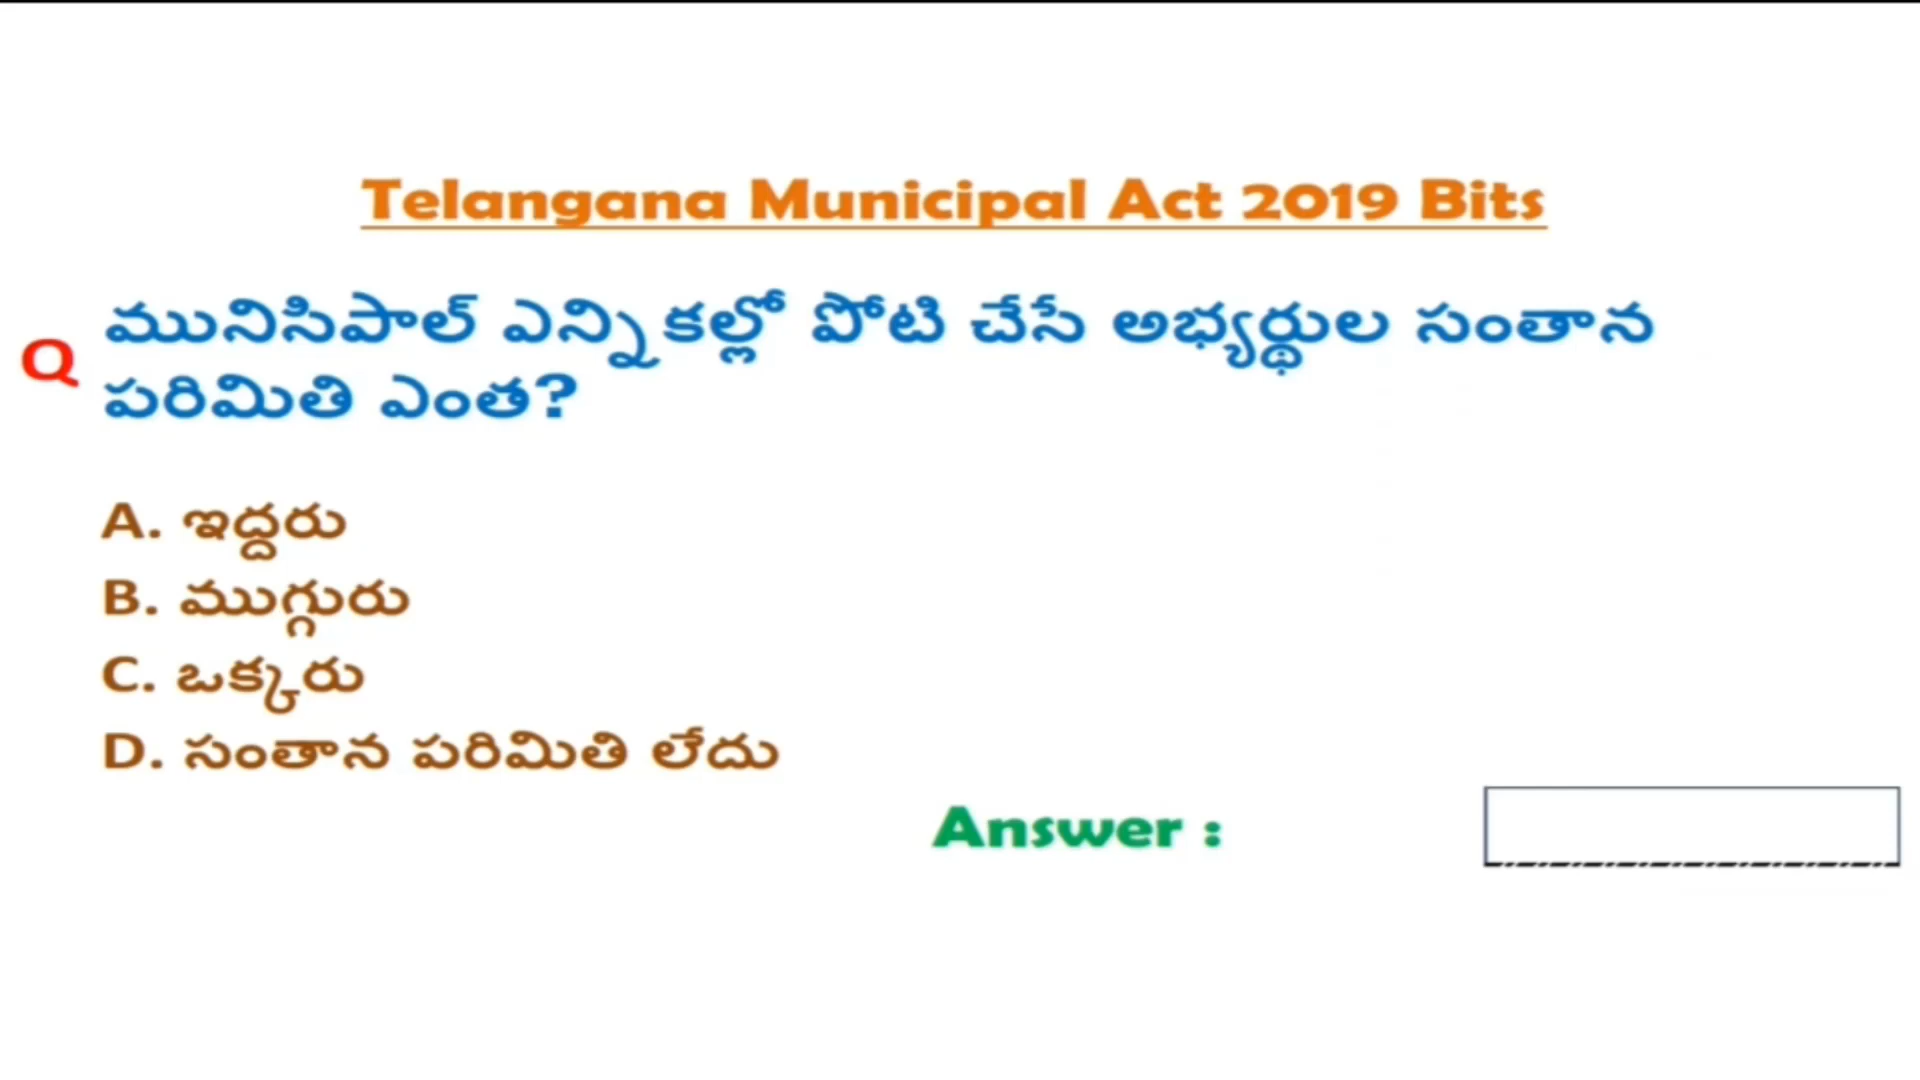 Telangana Municipal Act 2019 Bits
Q
మునిసిపాల్ ఎన్నికల్లో పోటి చేసే అభ్యర్థుల సంతాన
పరిమితి ఎంత?
A. ఇద్దరు
B. ముగ్గురు
C. ఒక్కరు
D. సంతాన పరిమితి లేదు
Answer :